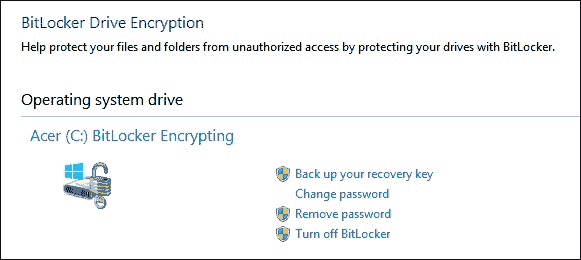 BitLocker Drive Encryption
Help protect your files and folders from unauthorized access by protecting your drives with BitLocker.
Operating system drive
Acer (C:) BitLocker Encrypting
Back up your recovery key
Change password
Remove password
Turn off BitLocker